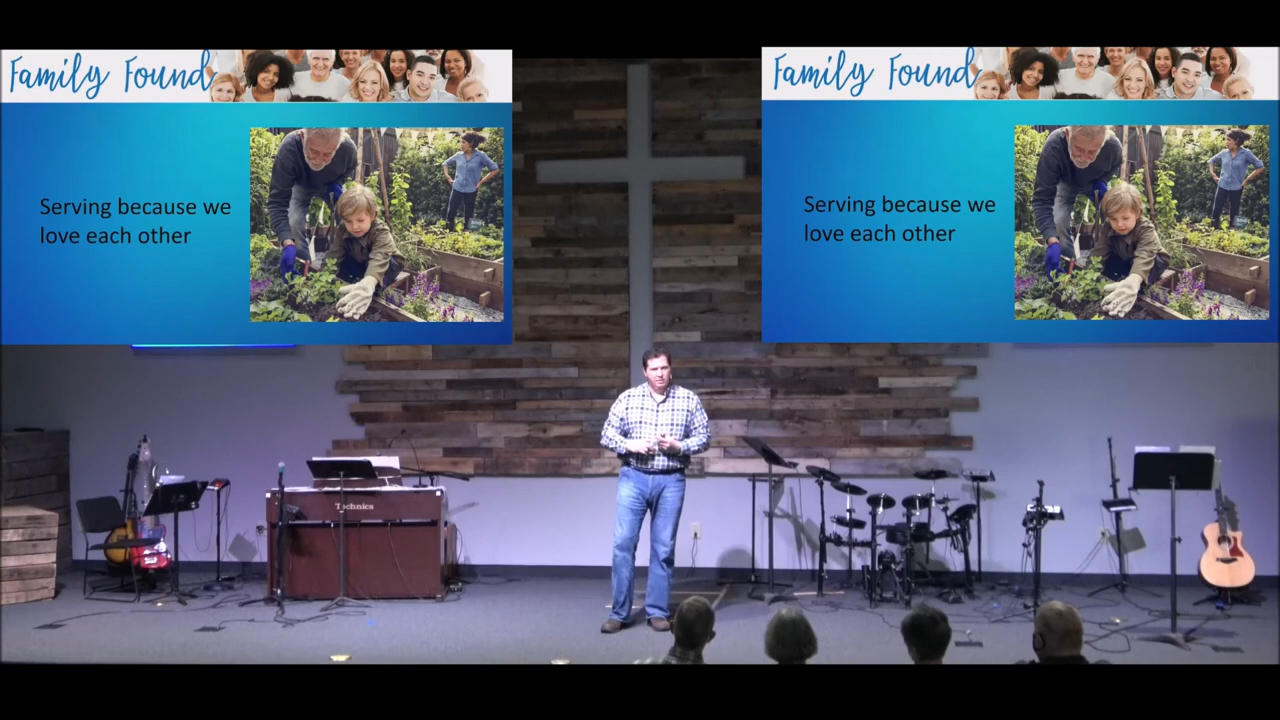 Family Found
Serving because we
love each other
Family Found
Serving because we
love each other
Technics